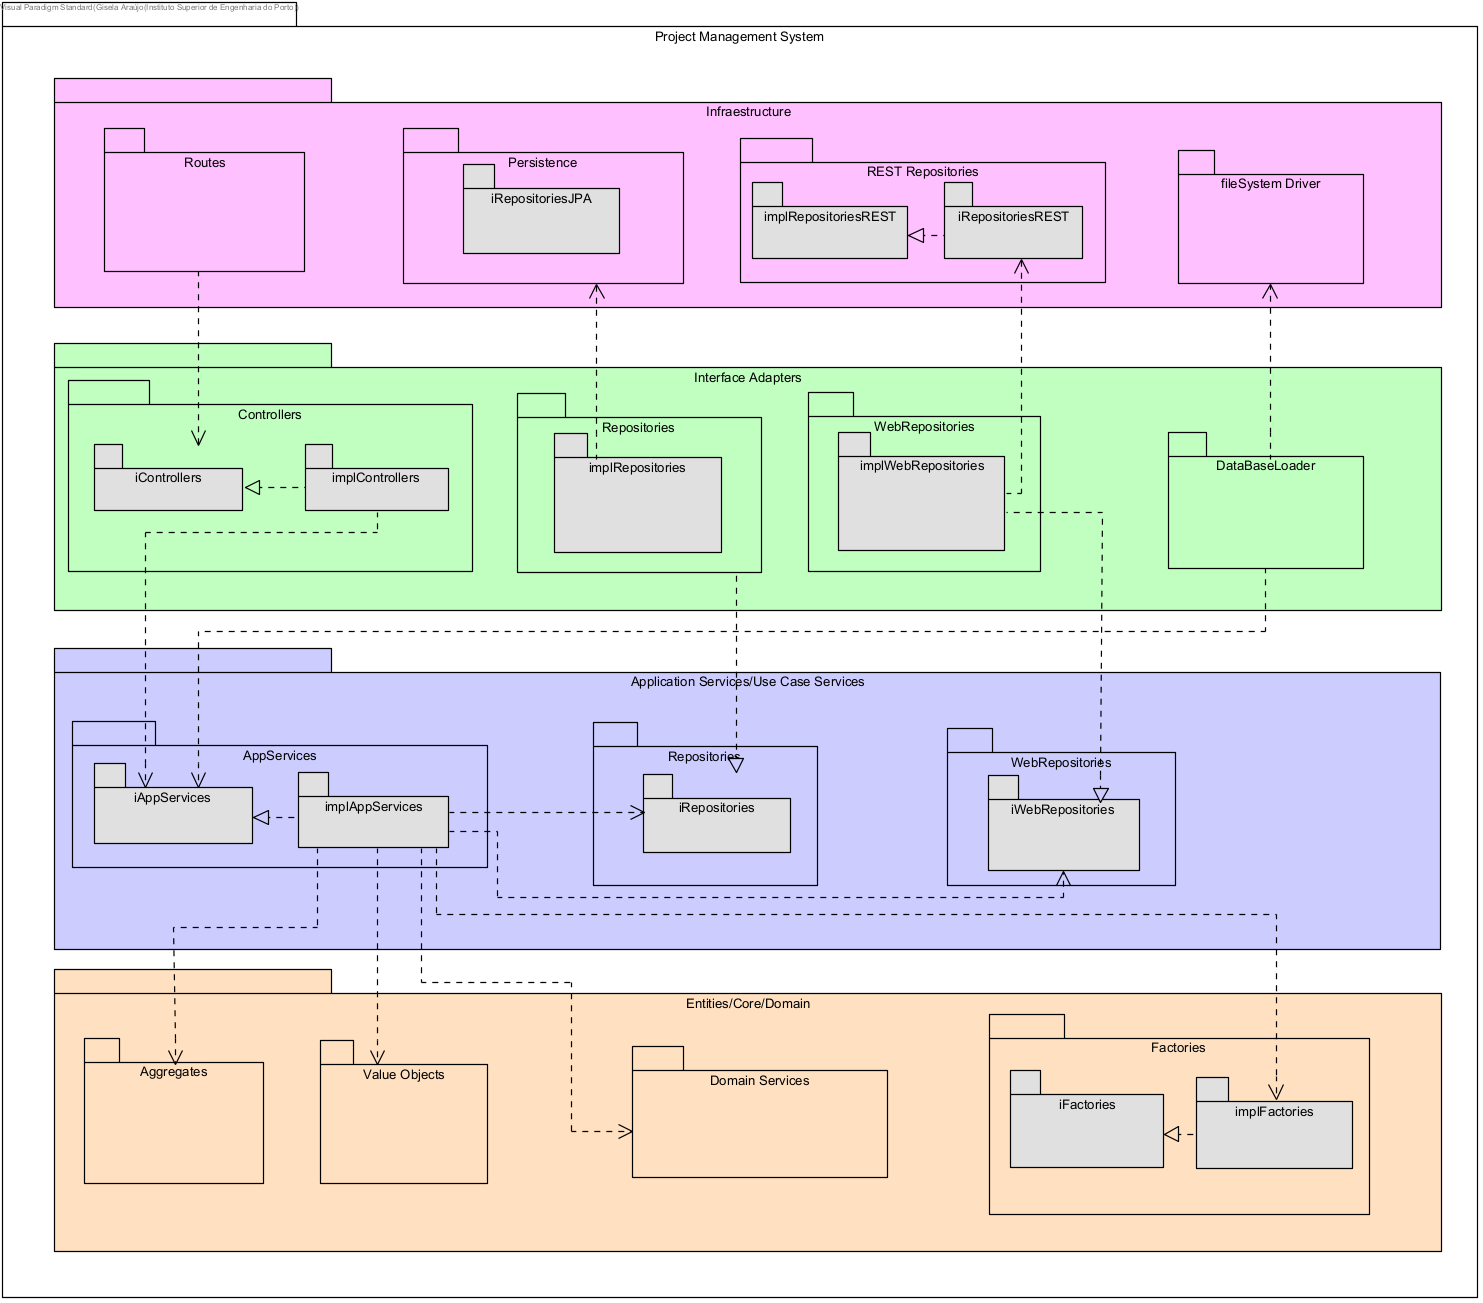 Visual Paradigm Standard(Gisela Araújo(Instituto Superior de Engenharia do Porto))
Project Management System
Infraestructure
Routes
Persistence
iRepositoriesJPA
REST Repositories
implRepositoriesREST
iRepositoriesREST
fileSystem Driver
Interface Adapters
Controllers
iControllers
implControllers
Repositories
implRepositories
WebRepositories
implWebRepositories
DataBaseLoader
Application Services/Use Case Services
AppServices
iAppServices
implAppServices
Repositories
iRepositories
WebRepositories
iWebRepositories
Entities/Core/Domain
Aggregates
Value Objects
Domain Services
Factories
iFactories
implFactories